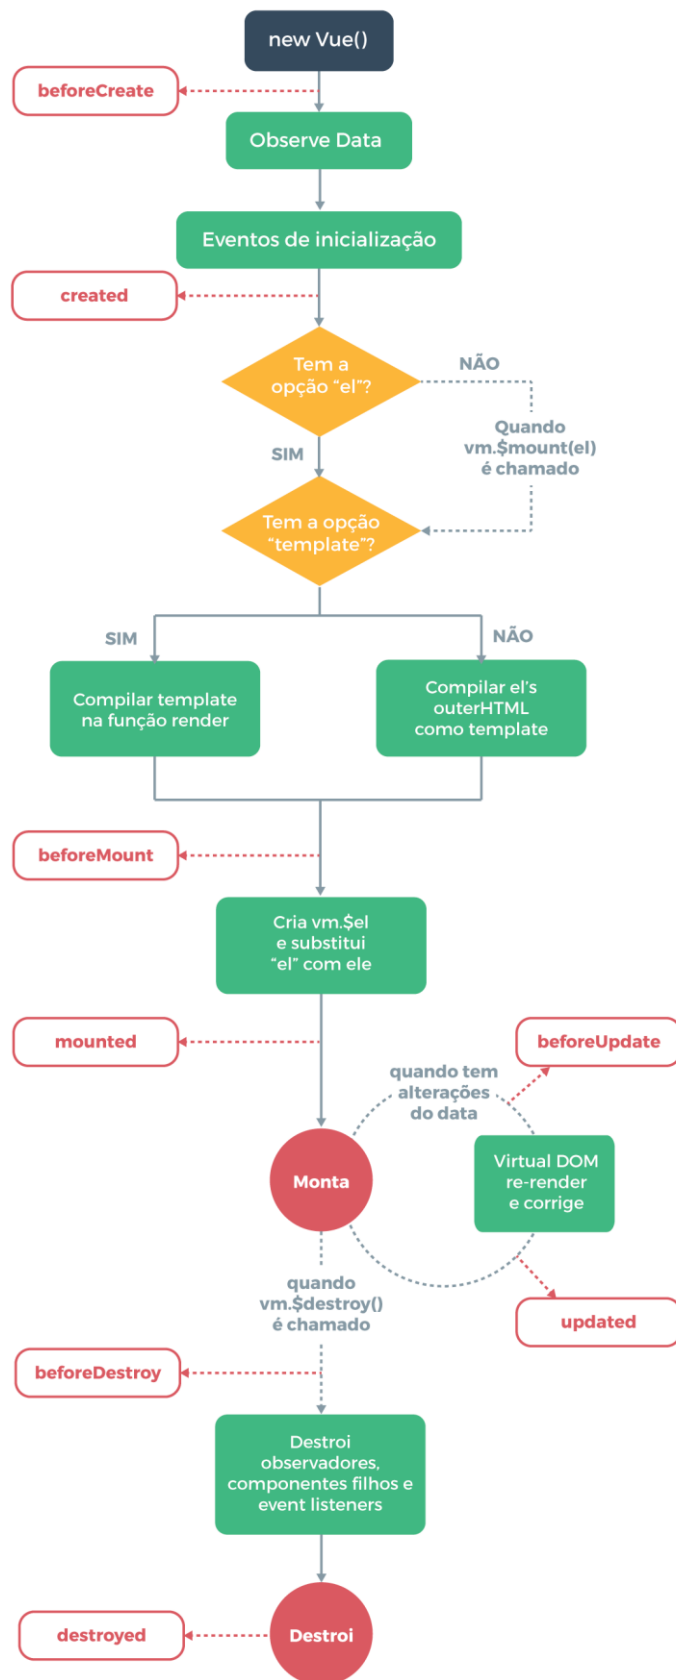 new Vue()
beforeCreate
Observe Data
Eventos de inicialização
created
Tem a
opção “el”?
NÃO
Quando
vm.$mount(el)
é chamado
SIM
Tem a opção
“template”?
SIM
NÃO
Compilar template
na função render
Compilar el’s
outerHTML
como template
beforeMount
Cria vm.$el
e substitui
“el” com ele
mounted
beforeUpdate
quando tem
alterações
do data
Monta
Virtual DOM
re-render
e corrige
quando
vm.$destroy()
é chamado
updated
beforeDestroy
Destroi
observadores,
componentes filhos e
event listeners
destroyed
Destroi